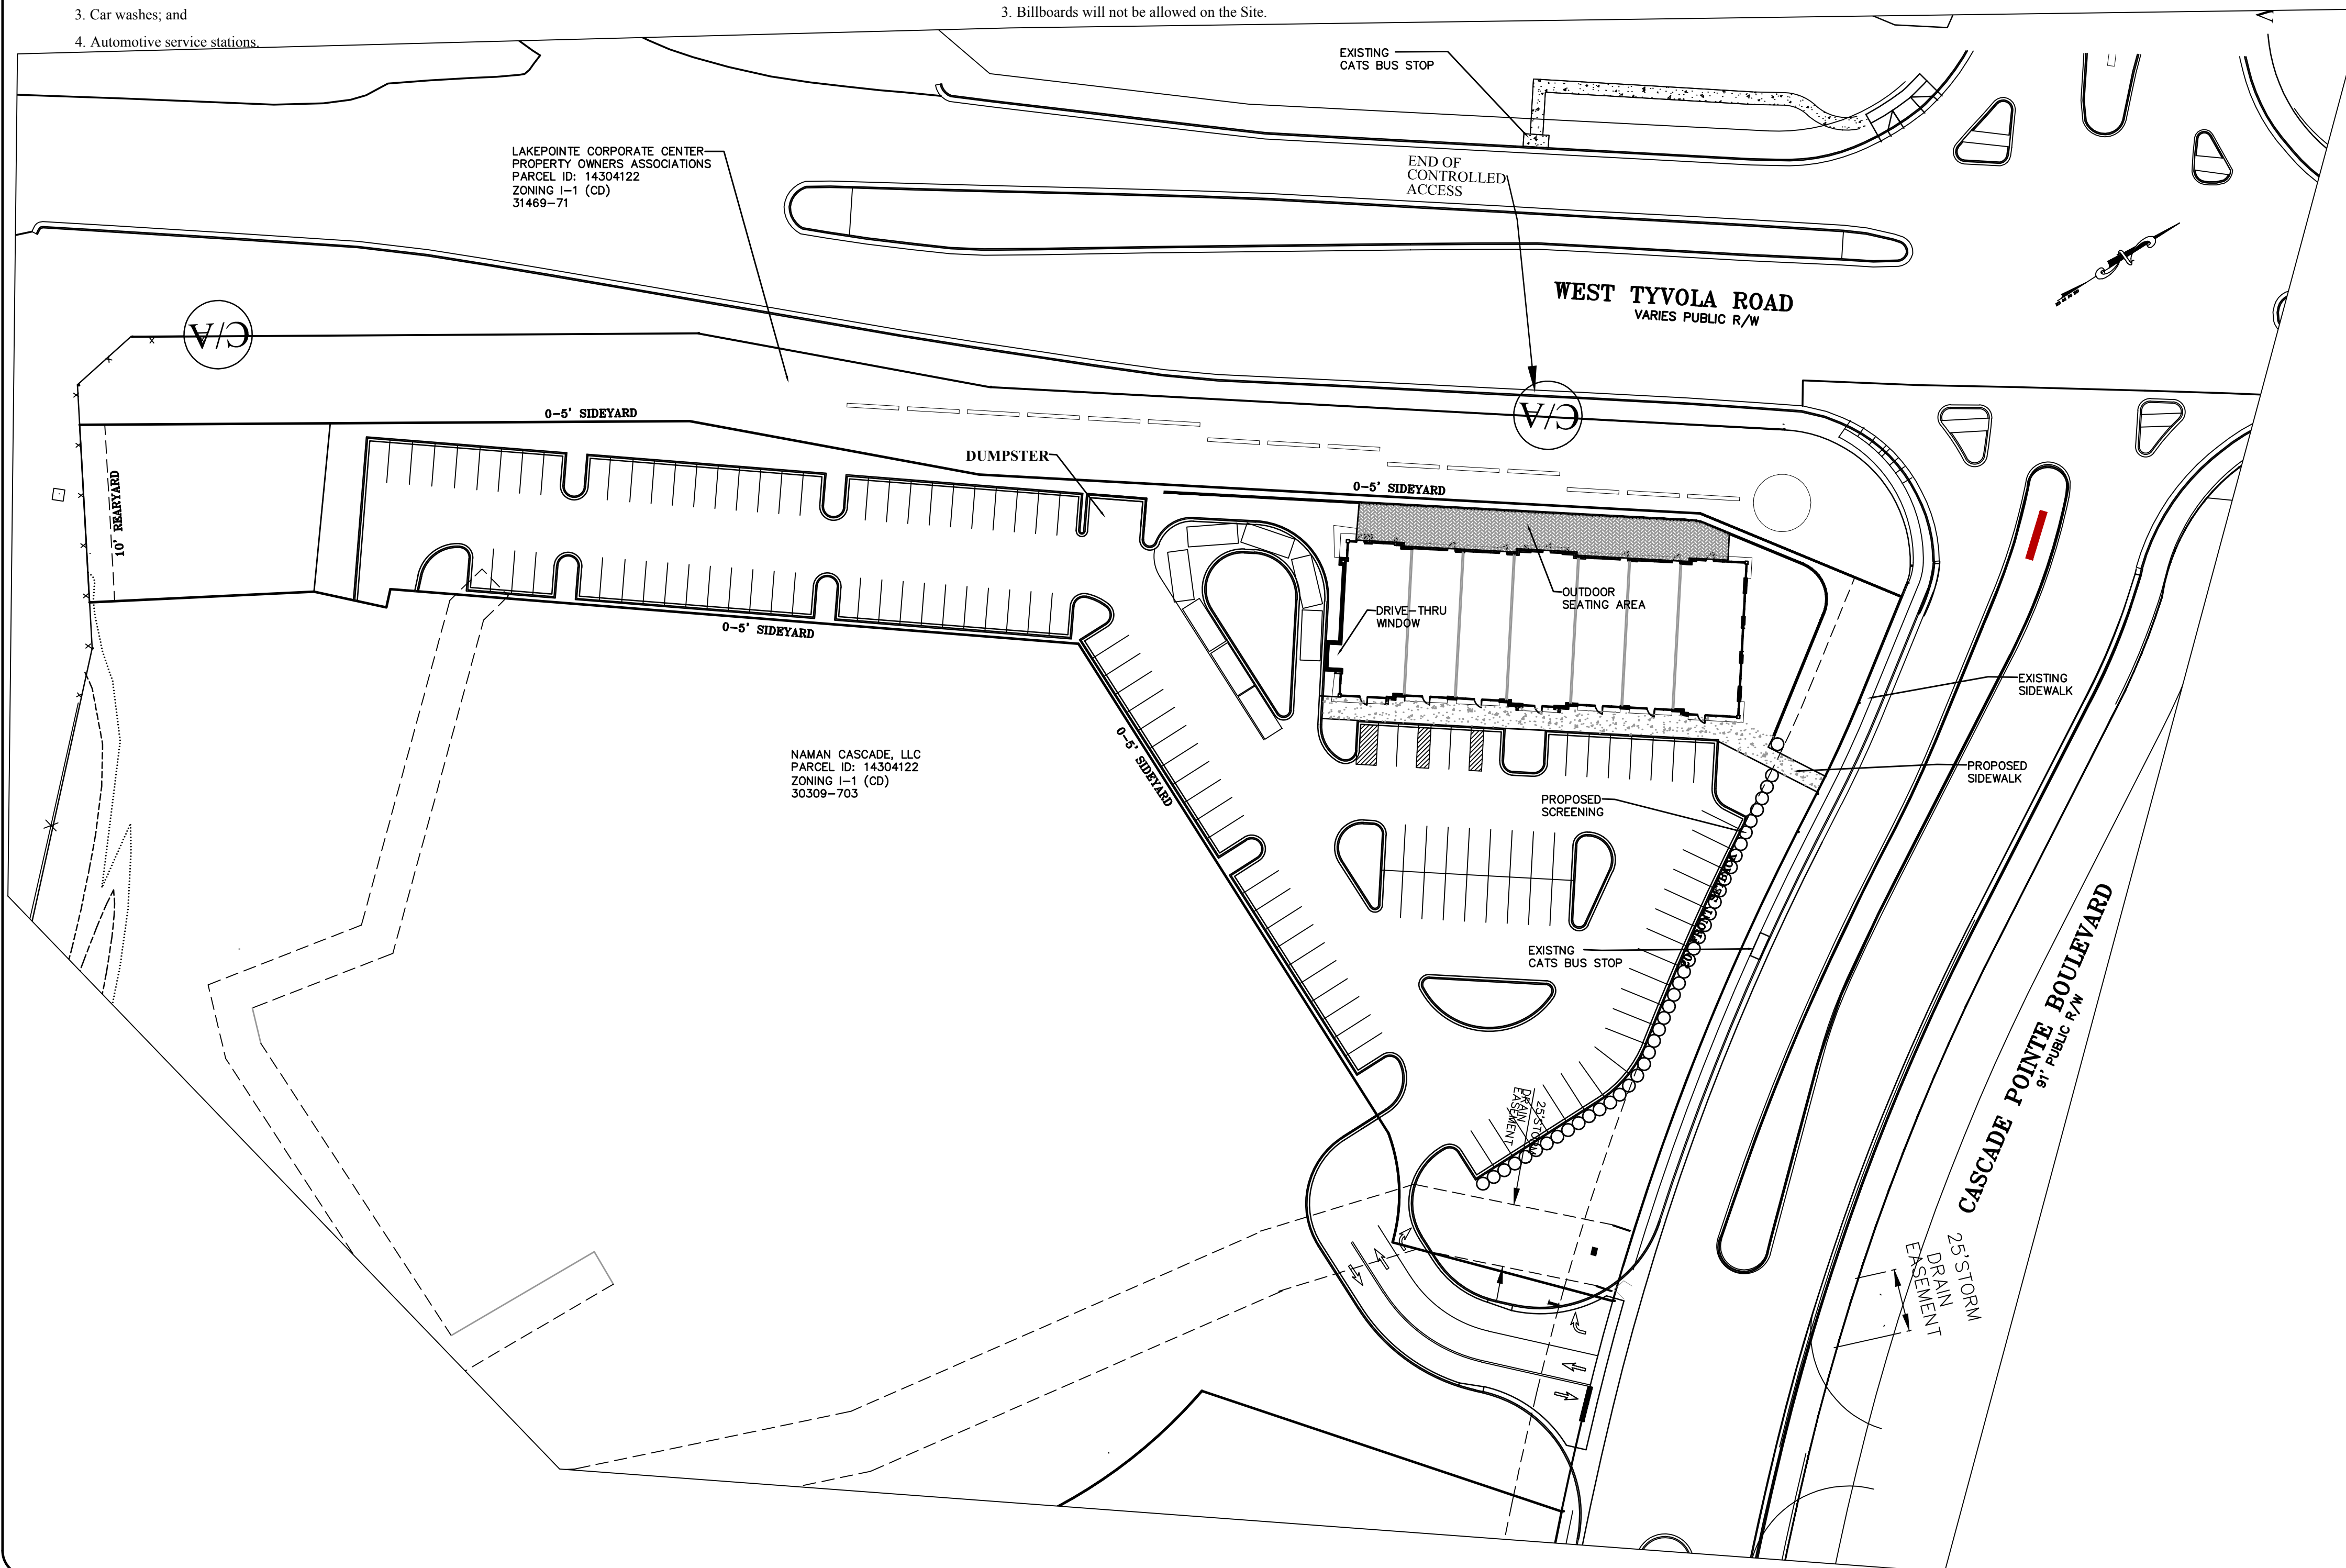 3. Car washes; and
4. Automotive service stations.
3. Billboards will not be allowed on the Site.
EXISTING
CATS BUS STOP
LAKEPOINTE CORPORATE CENTER
PROPERTY OWNERS ASSOCIATIONS
PARCEL ID: 14304122
ZONING I-1 (CD)
31469-71
END OF
CONTROLLED
ACCESS
WEST TYVOLA ROAD
VARIES PUBLIC R/W
C/A
C/A
0-5' SIDEYARD
DUMPSTER
0-5' SIDEYARD
10' REARYARD
OUTDOOR
SEATING AREA
DRIVE-THRU
WINDOW
0-5' SIDEYARD
EXISTING
SIDEWALK
0-5' SIDEYARD
NAMAN CASCADE, LLC
PARCEL ID: 14304122
ZONING I-1 (CD)
30309-703
PROPOSED
SIDEWALK
PROPOSED
SCREENING
20' FRONT SETBACK
EXISTNG
CATS BUS STOP
CASCADE POINTE BOULEVARD
91' PUBLIC R/W
25'STORM
DRAIN
EASEMENT
25'STORM
DRAIN
EASEMENT